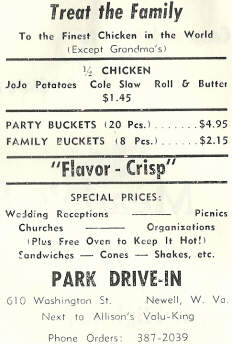 Treat the Family
To the Finest Chicken in the World
(Except Grandma's)
½ CHICKEN
JoJo Potatoes Cole Slaw Roll & Butter
$1.45
PARTY BUCKETS (20 Pcs.).......$4.95
FAMILY BUCKETS (8 Pcs.).....$2.15
"Flavor - Crisp"
SPECIAL PRICES:
Wedding Receptions — Picnics
Churches — Organizations
(Plus Free Oven to Keep It Hot!)
Sandwiches — Cones — Shakes, etc.
PARK DRIVE-IN
610 Washington St. Newell, W. Va.
Next to Allison's Valu-King
Phone Orders: 387-2039